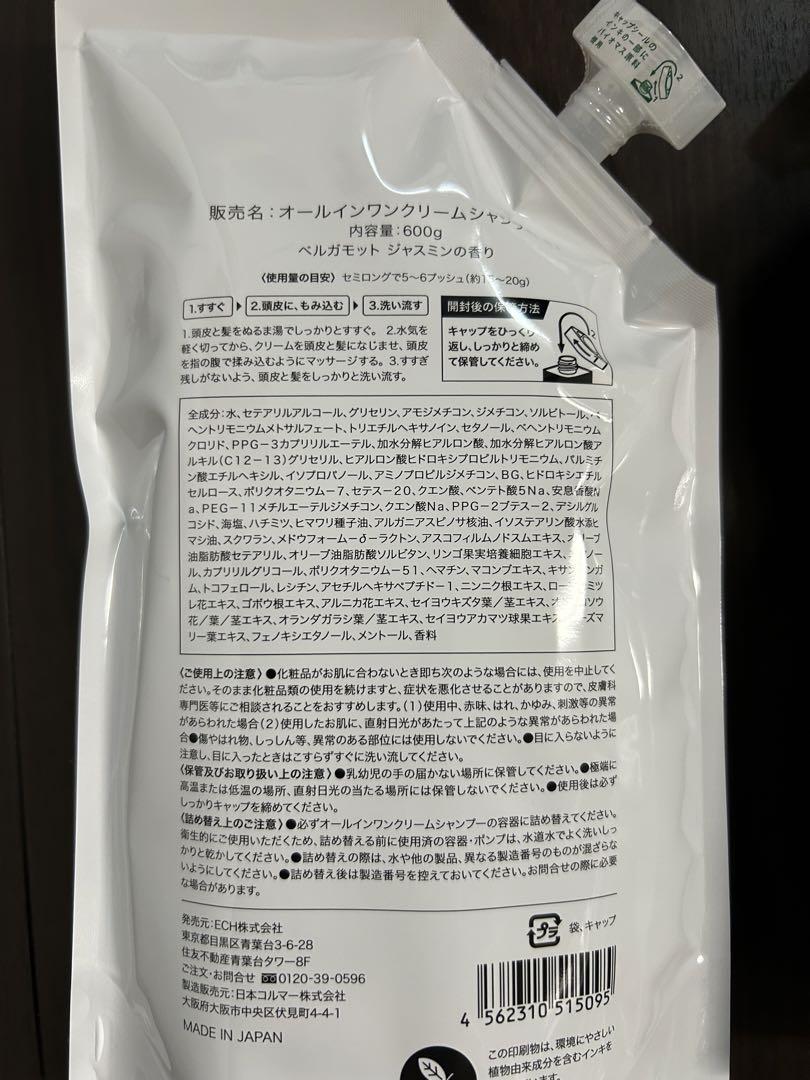 キャップシールの
インキの一部に
バイオマス原料
使用
2
販売名：オールインワンクリームシャンプ
内容量：600g
ベルガモット ジャスミンの香り
〈使用量の目安〉 セミロングで5～6プッシュ（約15～20g）
1.すすぐ ▶ 2.頭皮に、もみ込む ▶ 3.洗い流す
1.頭皮と髪をぬるま湯でしっかりとすすぐ。 2.水気を
軽く切ってから、クリームを頭皮と髪になじませ、頭皮
を指の腹で揉み込むようにマッサージする。3.すすぎ
残しがないよう、頭皮と髪をしっかりと洗い流す。
開封後の保管方法
キャップをひっくり
返し、しっかりと締め
て保管してください。
2
1
全成分：水、セテアリルアルコール、グリセリン、アモジメチコン、ジメチコン、ソルビトール、ベ
ヘントリモニウムメトサルフェート、トリエチルヘキサノイン、セタノール、ベヘントリモニウム
クロリド、PPG-3カプリリルエーテル、加水分解ヒアルロン酸、加水分解ヒアルロン酸ア
ルキル（C12-13）グリセリル、ヒアルロン酸ヒドロキシプロピルトリモニウム、パルミチ
ン酸エチルヘキシル、イソプロパノール、アミノプロピルジメチコン、BG、ヒドロキシエチル
セルロース、ポリクオタニウム-7、セテス-20、クエン酸、ペンテト酸5Na、安息香酸N
a、PEG-11メチルエーテルジメチコン、クエン酸Na、PPG-2ブテス-2、デシルグル
コシド、海塩、ハチミツ、ヒマワリ種子油、アルガニアスピノサ核油、イソステアリン酸水添ヒ
マシ油、スクワラン、メドウフォーム-δ-ラクトン、アスコフィルムノドスムエキス、オリーブ
油脂肪酸セテアリル、オリーブ油脂肪酸ソルビタン、リンゴ果実培養細胞エキス、エタノー
ル、カプリリルグリコール、ポリクオタニウム-51、ヘマチン、マコンブエキス、キサンタンガ
ム、トコフェロール、レシチン、アセチルヘキサペプチド-1、ニンニク根エキス、ローマカミツ
レ花エキス、ゴボウ根エキス、アルニカ花エキス、セイヨウキズタ葉／茎エキス、オドリコソウ
花／葉／茎エキス、オランダガラシ葉／茎エキス、セイヨウアカマツ球果エキス、ローズマ
リー葉エキス、フェノキシエタノール、メントール、香料
〈ご使用上の注意〉●化粧品がお肌に合わないとき即ち次のような場合には、使用を中止してく
ださい。そのまま化粧品類の使用を続けますと、症状を悪化させることがありますので、皮膚科
専門医等にご相談されることをおすすめします。（1）使用中、赤味、はれ、かゆみ、刺激等の異常
があらわれた場合（2）使用したお肌に、直射日光があたって上記のような異常があらわれた場
合●傷やはれ物、しっしん等、異常のある部位には使用しないでください。●目に入らないように
注意し、目に入ったときはこすらずすぐに洗い流してください。
〈保管及びお取り扱い上の注意〉●乳幼児の手の届かない場所に保管してください。●極端に
高温または低温の場所、直射日光の当たる場所には保管しないでください。●使用後は必ず
しっかりキャップを締めてください。
〈詰め替え上のご注意〉●必ずオールインワンクリームシャンプーの容器に詰め替えてください。
衛生的にご使用いただくため、詰め替える前に使用済の容器・ポンプは、水道水でよく洗いしっ
かりと乾かしてください。●詰め替えの際は、水や他の製品、異なる製造番号のものが混ざらな
いようにしてください。●詰め替え後は製造番号を控えておいてください。お問合せの際に必要
な場合があります。
発売元：ECH株式会社
東京都目黒区青葉台3-6-28
住友不動産青葉台タワー8F
ご注文・お問合せ 0120-39-0596
製造販売元：日本コルマー株式会社
大阪府大阪市中央区伏見町4-4-1
MADE IN JAPAN
プラ 袋、キャップ
4 562310 515095
この印刷物は、環境にやさしい
植物由来成分を含むインキを